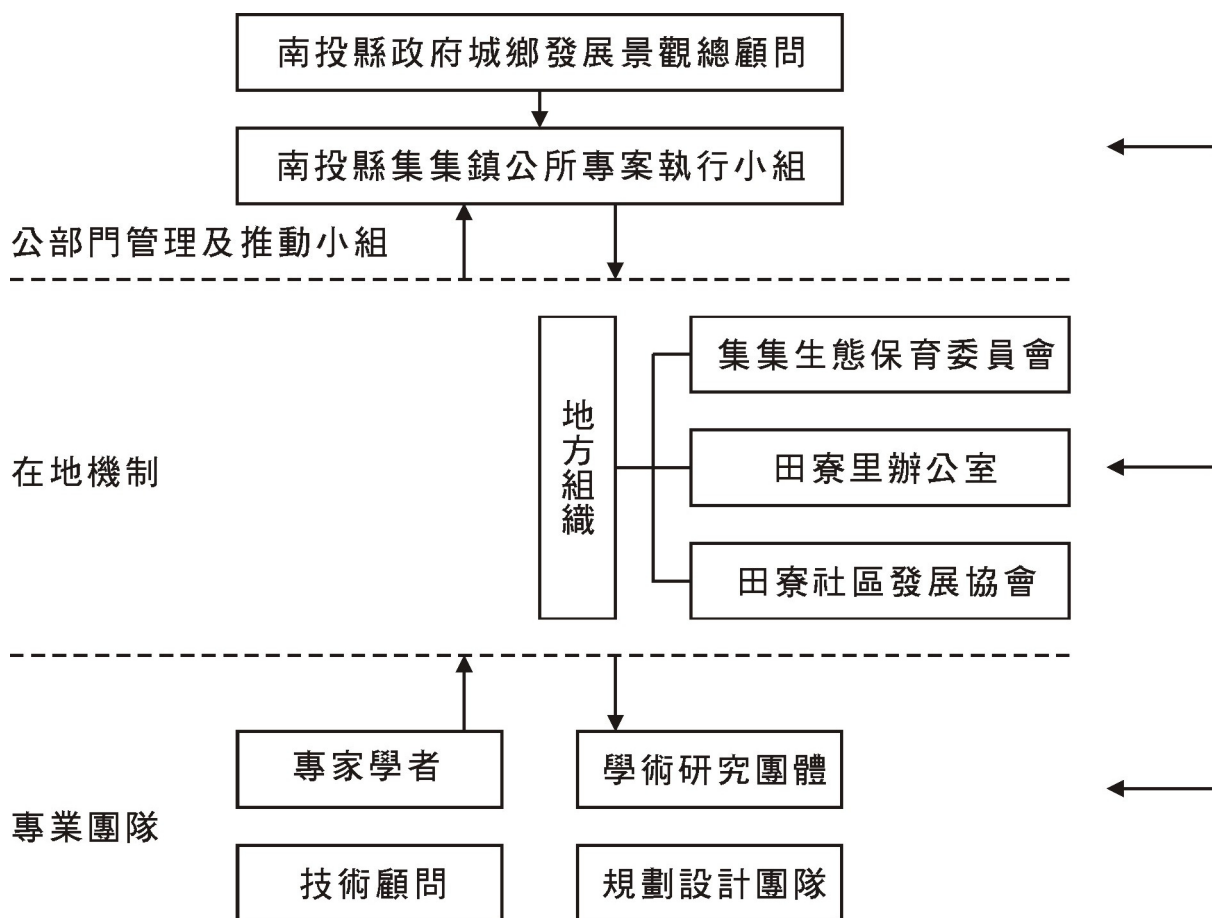 南投縣政府城鄉發展景觀總顧問
南投縣集集鎮公所專案執行小組
公部門管理及推動小組
集集生態保育委員會
地方組織
在地機制
田寮里辦公室
田寮社區發展協會
專家學者
學術研究團體
專業團隊
技術顧問
規劃設計團隊